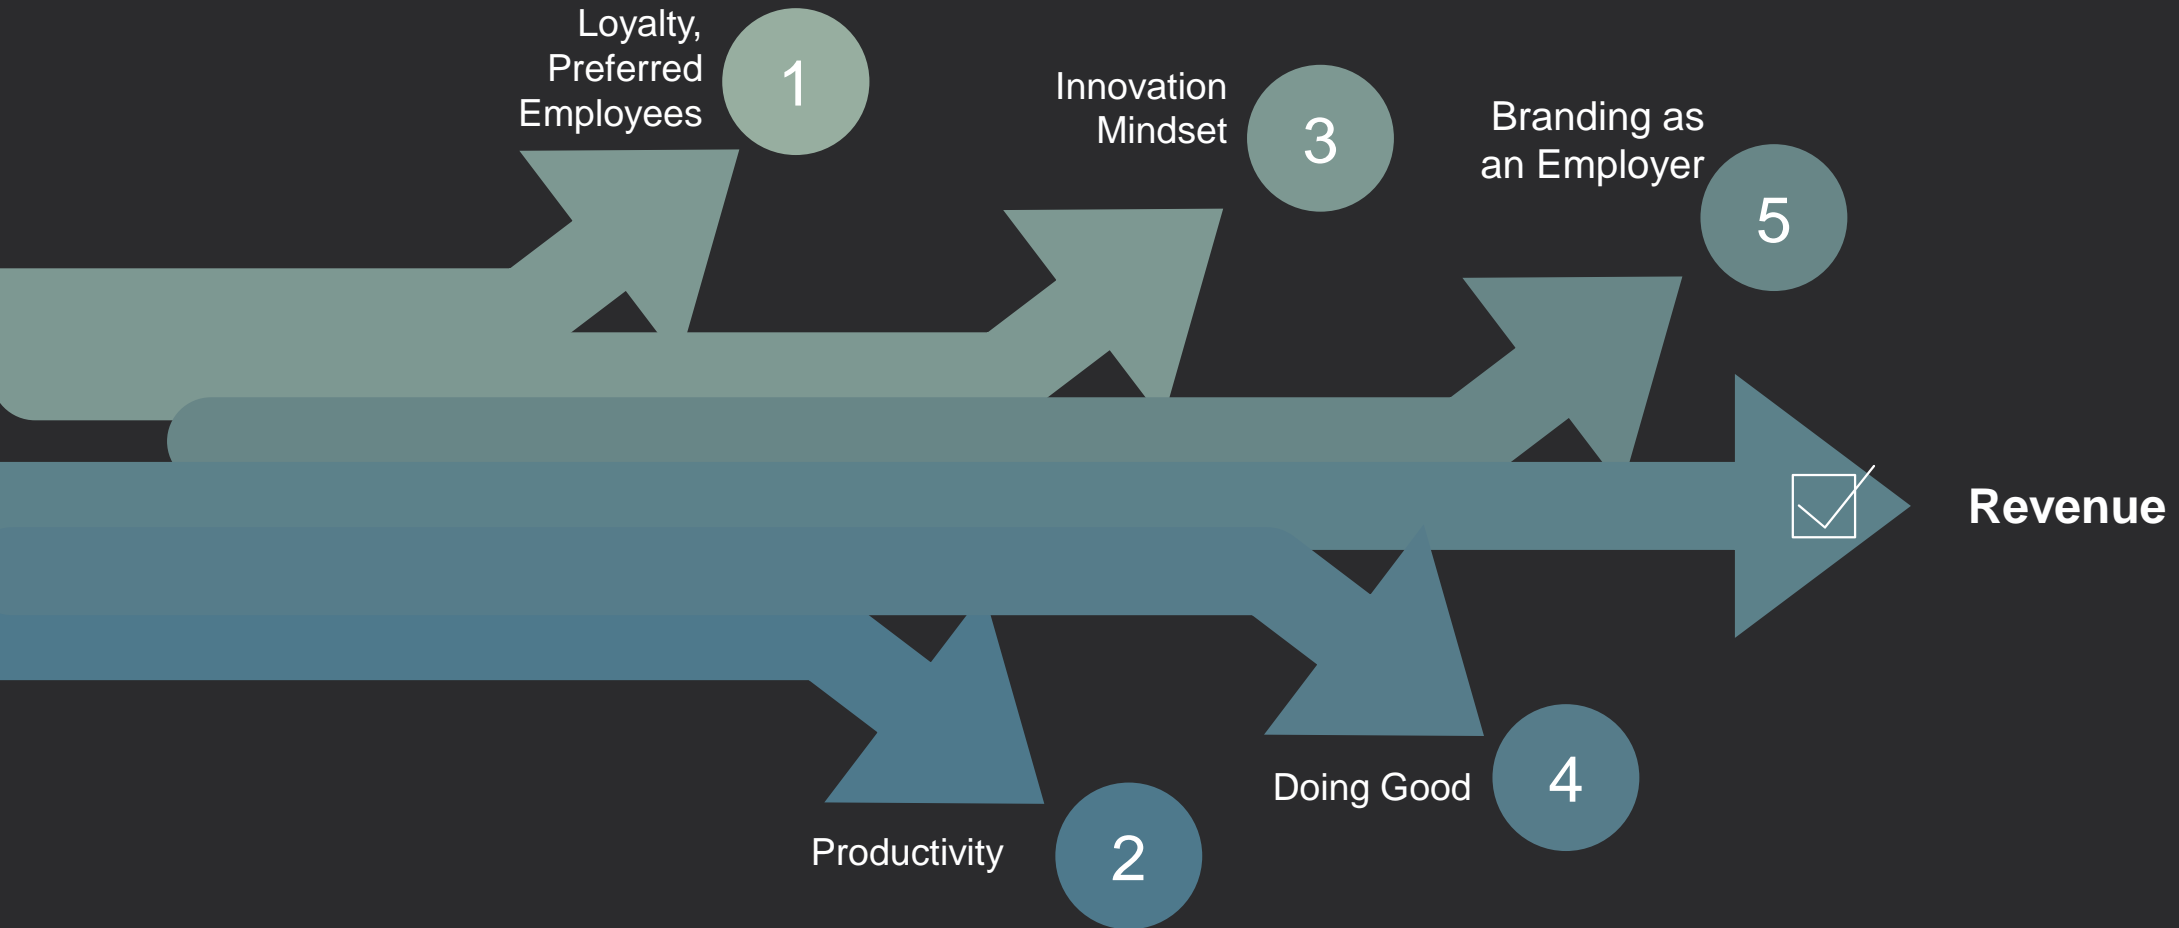 Loyalty,
Preferred
Employees
1
Innovation
Mindset
3
Branding as
an Employer
5
Revenue
Doing Good
4
Productivity
2